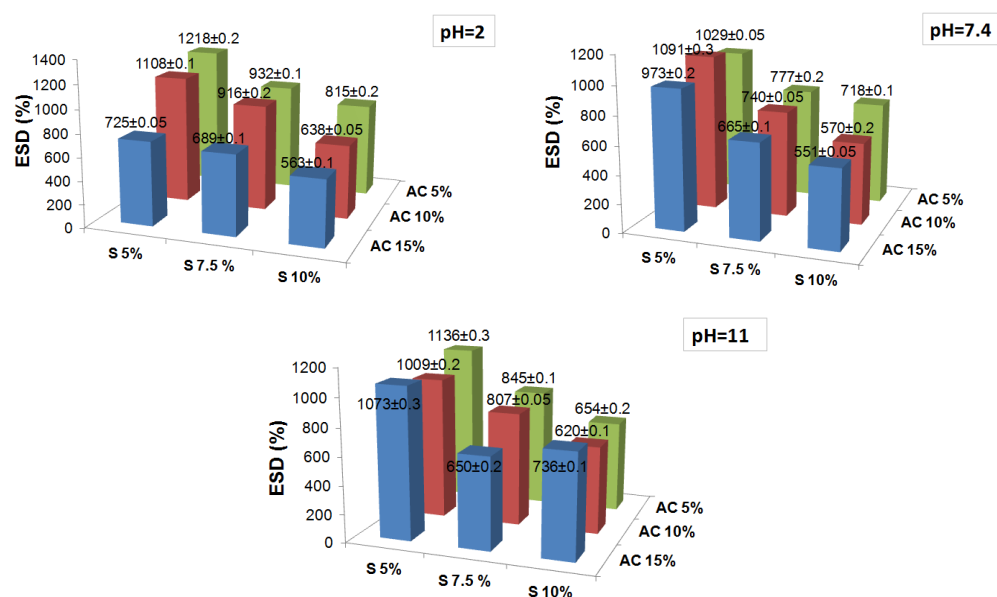 pH=2
ESD (%)
1400
1200
1000
800
600
400
200
0
1218±0.2
1108±0.1
932±0.1
916±0.2
815±0.2
725±0.05
689±0.1
638±0.05
563±0.1
AC 5%
AC 10%
AC 15%
S 5%
S 7.5 %
S 10%
pH=7.4
ESD (%)
1200
1000
800
600
400
200
0
1091±0.3
1029±0.05
973±0.2
777±0.2
740±0.05
718±0.1
665±0.1
570±0.2
551±0.05
AC 5%
AC 10%
AC 15%
S 5%
S 7.5 %
S 10%
pH=11
ESD (%)
1200
1000
800
600
400
200
0
1136±0.3
1009±0.2
1073±0.3
845±0.1
807±0.05
654±0.2
620±0.1
650±0.2
736±0.1
AC 5%
AC 10%
AC 15%
S 5%
S 7.5 %
S 10%